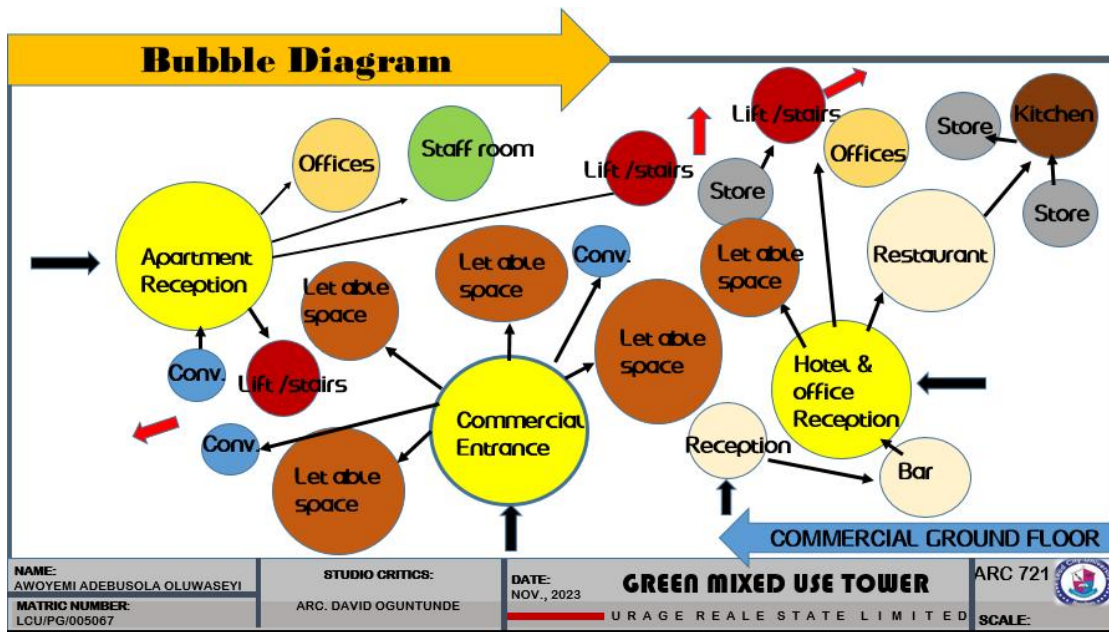 Bubble Diagram
Offices
Staff room
Lift /stairs
Lift /stairs
Offices
Store
Kitchen
Store
Store
Apartment
Reception
Let able
space
Let able
space
Conv.
Let able
space
Let able
space
Restaurant
Conv.
Lift /stairs
Conv.
Let able
space
Commercial
Entrance
Hotel &
office
Reception
Reception
Bar
COMMERCIAL GROUND FLOOR
NAME:
AWOYEMI ADEBUSOLA OLUWASEYI
MATRIC NUMBER:
LCU/PG/005067
STUDIO CRITICS:
ARC. DAVID OGUNTUNDE
DATE:
NOV., 2023
GREEN MIXED USE TOWER
URAGE REALE STATE LIMITED
ARC 721
SCALE: